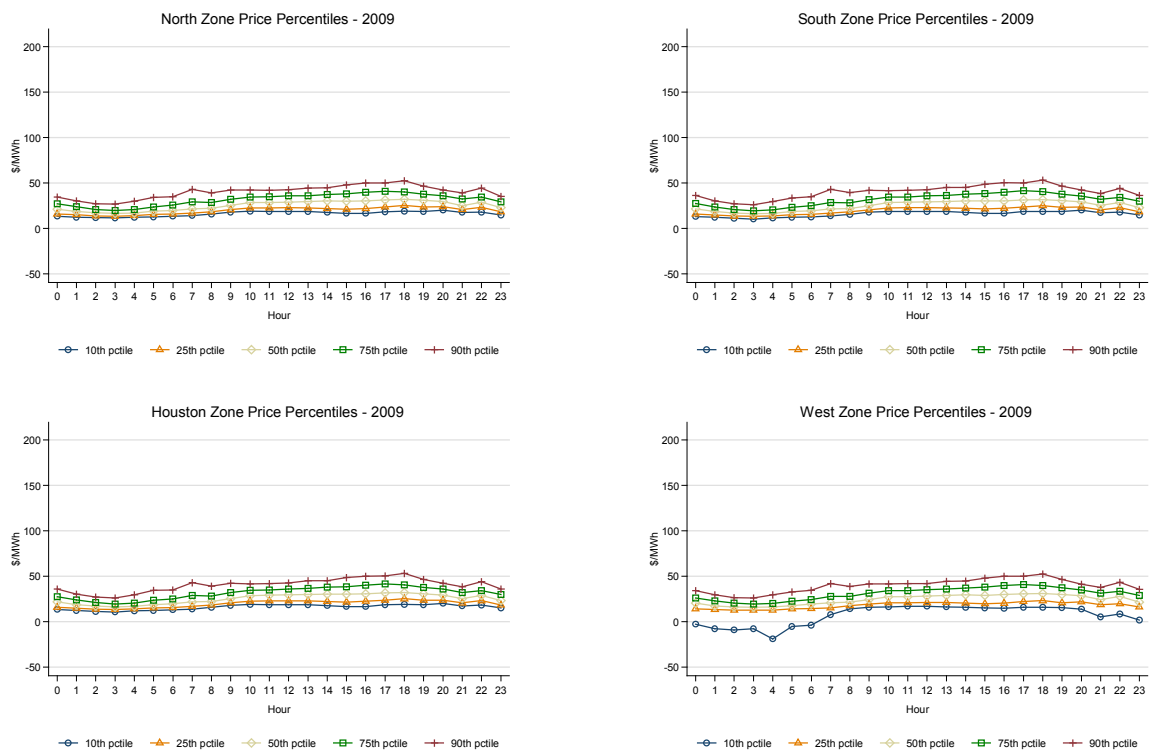 North Zone Price Percentiles - 2009
$/MWh
200
150
100
50
0
-50
0 1 2 3 4 5 6 7 8 9 10 11 12 13 14 15 16 17 18 19 20 21 22 23
Hour
10th pctile 25th pctile 50th pctile 75th pctile 90th pctile
South Zone Price Percentiles - 2009
$/MWh
200
150
100
50
0
-50
0 1 2 3 4 5 6 7 8 9 10 11 12 13 14 15 16 17 18 19 20 21 22 23
Hour
10th pctile 25th pctile 50th pctile 75th pctile 90th pctile
Houston Zone Price Percentiles - 2009
$/MWh
200
150
100
50
0
-50
0 1 2 3 4 5 6 7 8 9 10 11 12 13 14 15 16 17 18 19 20 21 22 23
Hour
10th pctile 25th pctile 50th pctile 75th pctile 90th pctile
West Zone Price Percentiles - 2009
$/MWh
200
150
100
50
0
-50
0 1 2 3 4 5 6 7 8 9 10 11 12 13 14 15 16 17 18 19 20 21 22 23
Hour
10th pctile 25th pctile 50th pctile 75th pctile 90th pctile